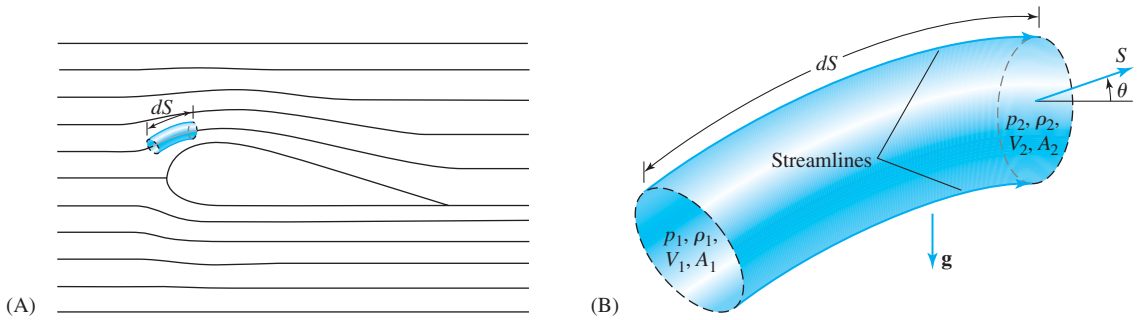 (A)
dS
(B)
dS
S
θ
p₂, ρ₂,
V₂, A₂
Streamlines
p₁, ρ₁,
V₁, A₁
g